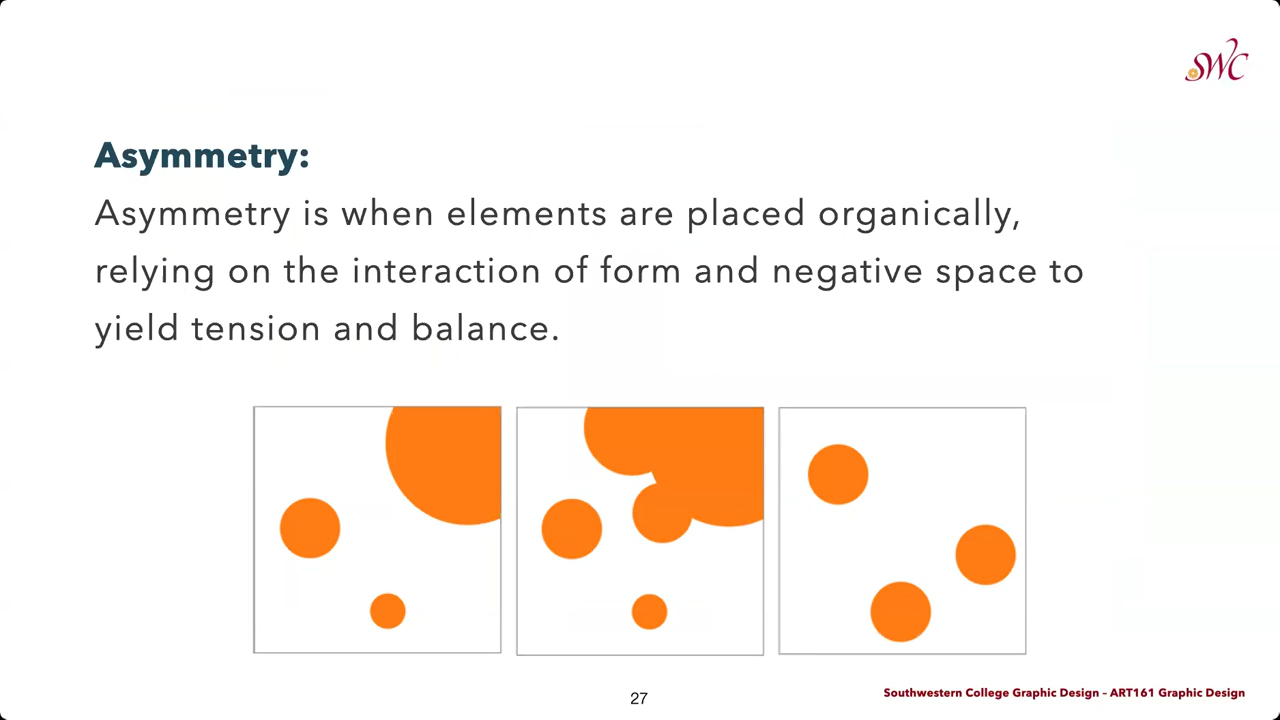 SWC
Asymmetry:
Asymmetry is when elements are placed organically,
relying on the interaction of form and negative space to
yield tension and balance.
27
Southwestern College Graphic Design – ART161 Graphic Design